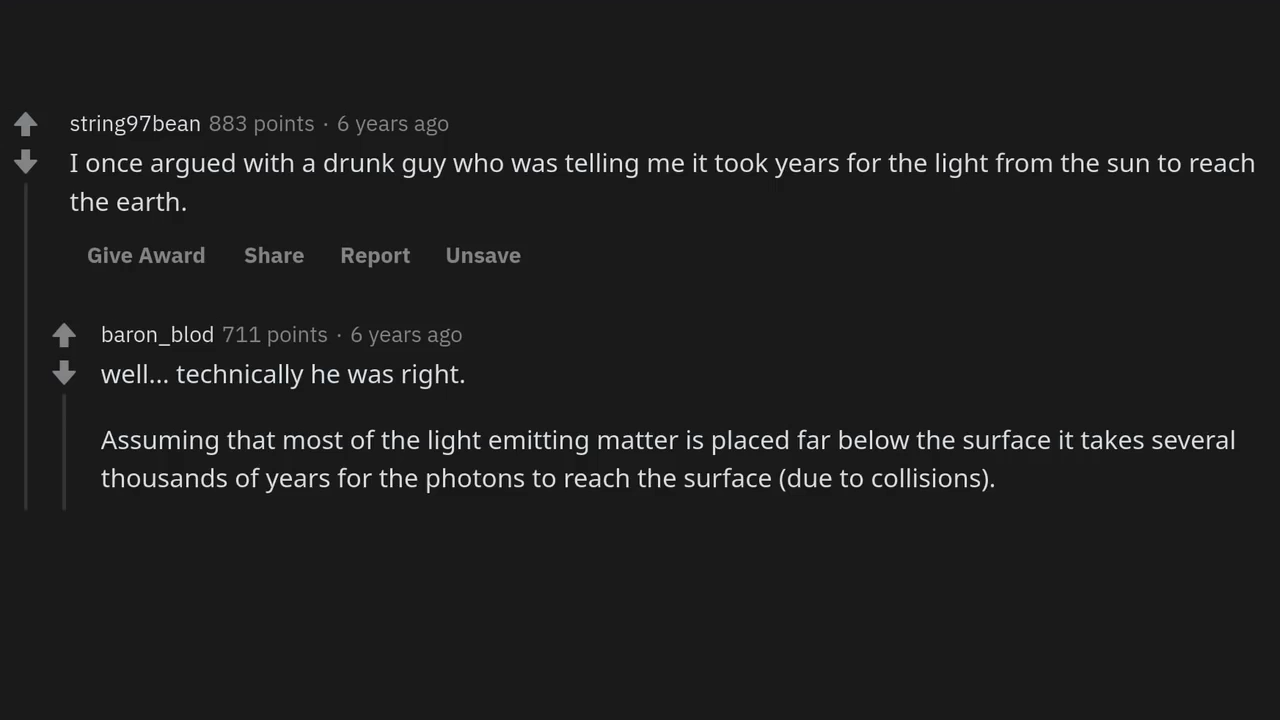 string97bean 883 points · 6 years ago
I once argued with a drunk guy who was telling me it took years for the light from the sun to reach
the earth.
Give Award Share Report Unsave
baron_blod 711 points · 6 years ago
well... technically he was right.
Assuming that most of the light emitting matter is placed far below the surface it takes several
thousands of years for the photons to reach the surface (due to collisions).